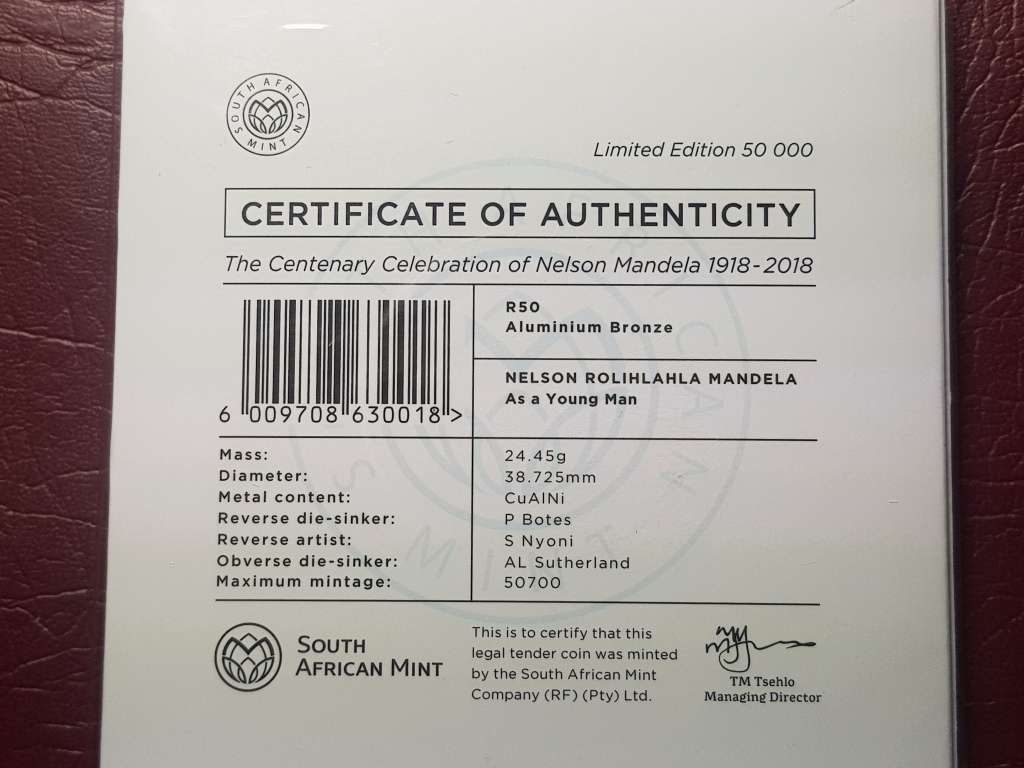 SOUTH AFRICAN MINT
Limited Edition 50 000
CERTIFICATE OF AUTHENTICITY
The Centenary Celebration of Nelson Mandela 1918-2018
R50
Aluminium Bronze
NELSON ROLIHLAHLA MANDELA
As a Young Man
6 009708 630018 >
Mass: 24.45g
Diameter: 38.725mm
Metal content: CuAlNi
Reverse die-sinker: P Botes
Reverse artist: S Nyoni
Obverse die-sinker: AL Sutherland
Maximum mintage: 50700
SOUTH
AFRICAN MINT
This is to certify that this
legal tender coin was minted
by the South African Mint
Company (RF) (Pty) Ltd.
TM Tsehlo
Managing Director